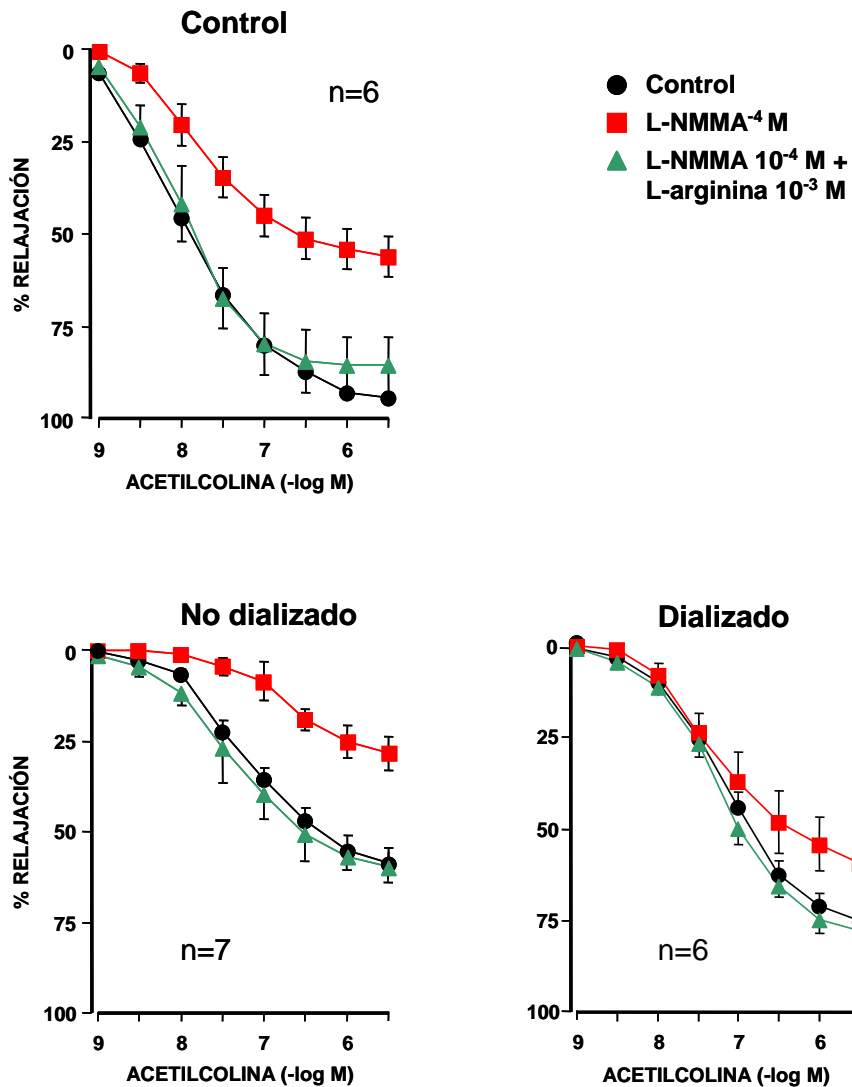 Control
n=6
0
25
50
75
100
% RELAJACIÓN
9 8 7 6
ACETILCOLINA (-log M)
Control
L-NMMA-4 M
L-NMMA 10-4 M +
L-arginina 10-3 M
No dializado
0
25
50
75
100
% RELAJACIÓN
n=7
9 8 7 6
ACETILCOLINA (-log M)
Dializado
0
25
50
75
100
n=6
9 8 7 6
ACETILCOLINA (-log M)